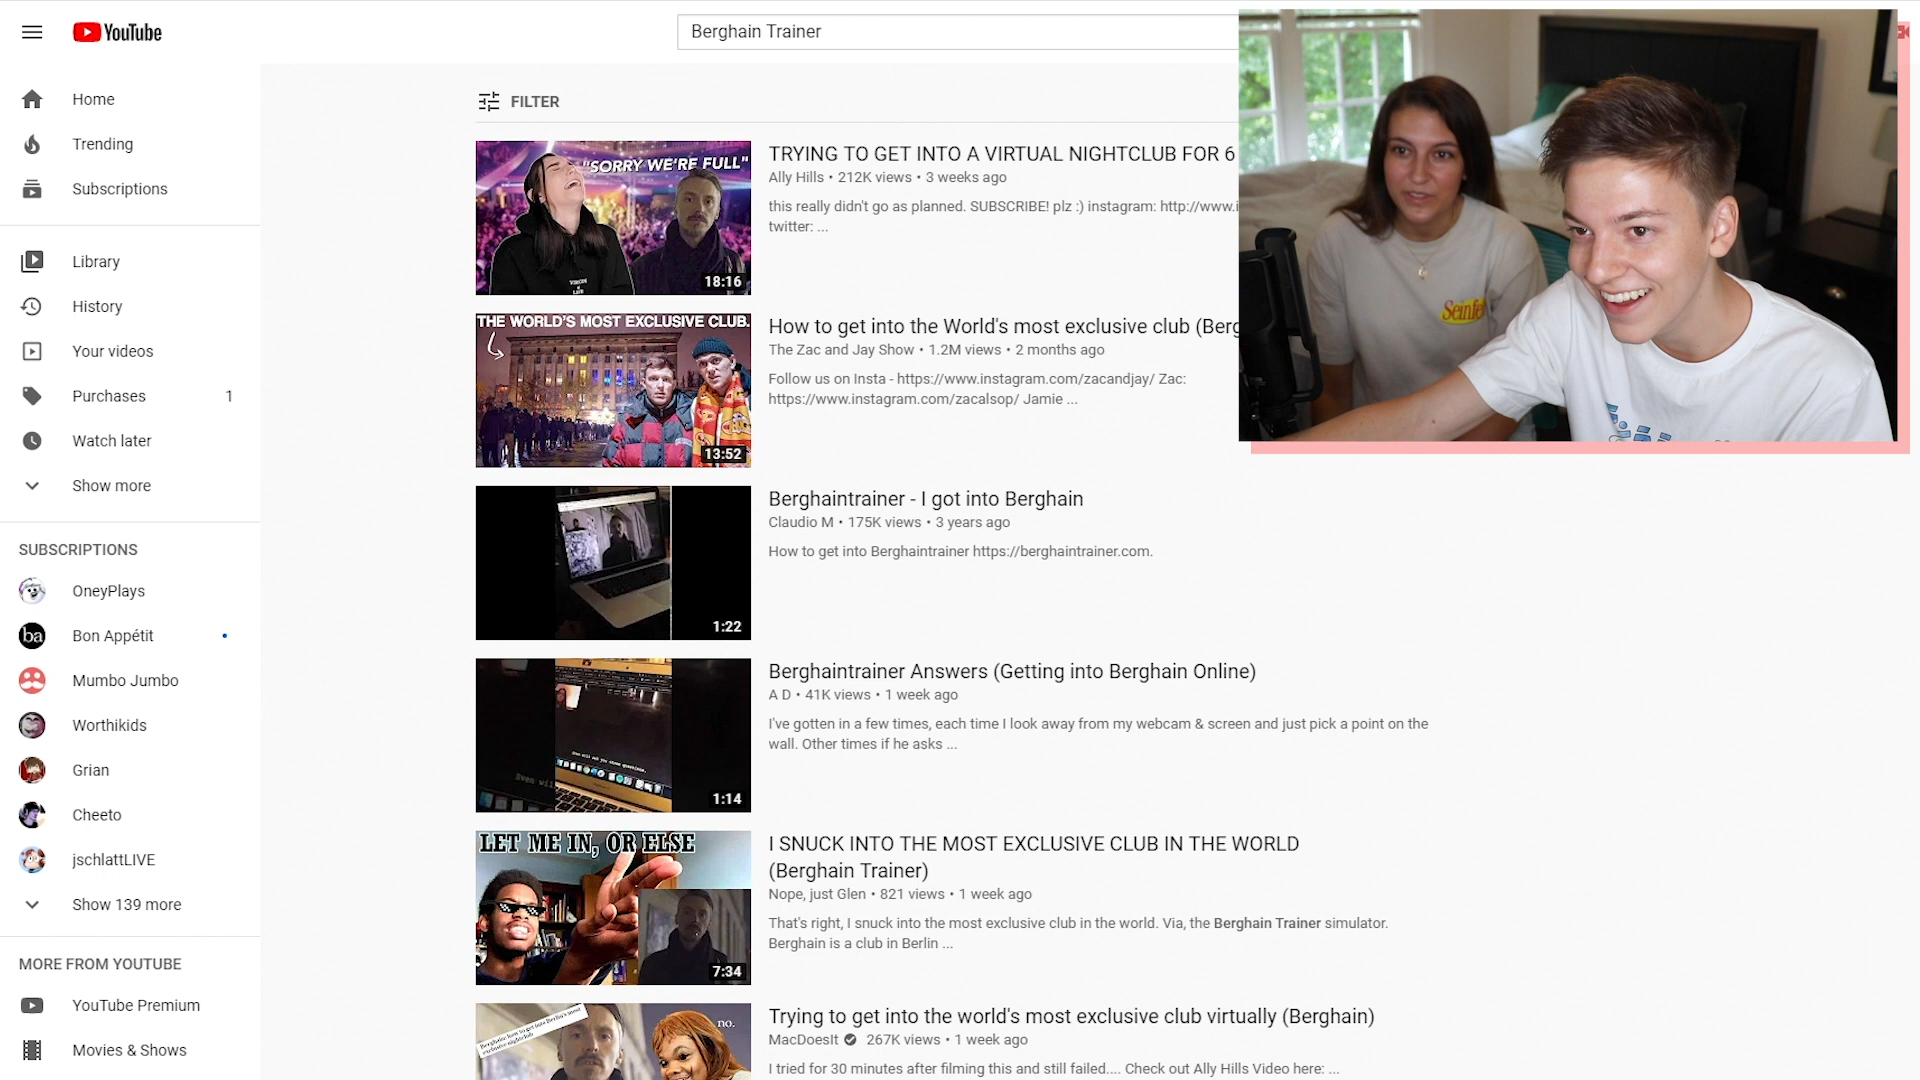 YouTube
Berghain Trainer
Home
Trending
Subscriptions
Library
History
Your videos
Purchases 1
Watch later
Show more
SUBSCRIPTIONS
OneyPlays
ba
Bon Appétit
Mumbo Jumbo
Worthikids
Grian
Cheeto
jschlattLIVE
Show 139 more
MORE FROM YOUTUBE
YouTube Premium
Movies & Shows
FILTER
"SORRY WE'RE FULL"
18:16
TRYING TO GET INTO A VIRTUAL NIGHTCLUB FOR 6
Ally Hills • 212K views • 3 weeks ago
this really didn't go as planned. SUBSCRIBE! plz :) instagram: http://www.i
twitter: ...
THE WORLD'S MOST EXCLUSIVE CLUB.
13:52
How to get into the World's most exclusive club (Berg
The Zac and Jay Show • 1.2M views • 2 months ago
Follow us on Insta - https://www.instagram.com/zacandjay/ Zac:
https://www.instagram.com/zacalsop/ Jamie ...
1:22
Berghaintrainer - I got into Berghain
Claudio M • 175K views • 3 years ago
How to get into Berghaintrainer https://berghaintrainer.com.
1:14
Berghaintrainer Answers (Getting into Berghain Online)
A D • 41K views • 1 week ago
I've gotten in a few times, each time I look away from my webcam & screen and just pick a point on the
wall. Other times if he asks ...
LET ME IN, OR ELSE
7:34
I SNUCK INTO THE MOST EXCLUSIVE CLUB IN THE WORLD
(Berghain Trainer)
Nope, just Glen • 821 views • 1 week ago
That's right, I snuck into the most exclusive club in the world. Via, the Berghain Trainer simulator.
Berghain is a club in Berlin ...
Berghain: how to get into Berlin's most
exclusive nightclub
no.
Trying to get into the world's most exclusive club virtually (Berghain)
MacDoesIt 267K views • 1 week ago
I tried for 30 minutes after filming this and still failed.... Check out Ally Hills Video here: ...
Seinfe